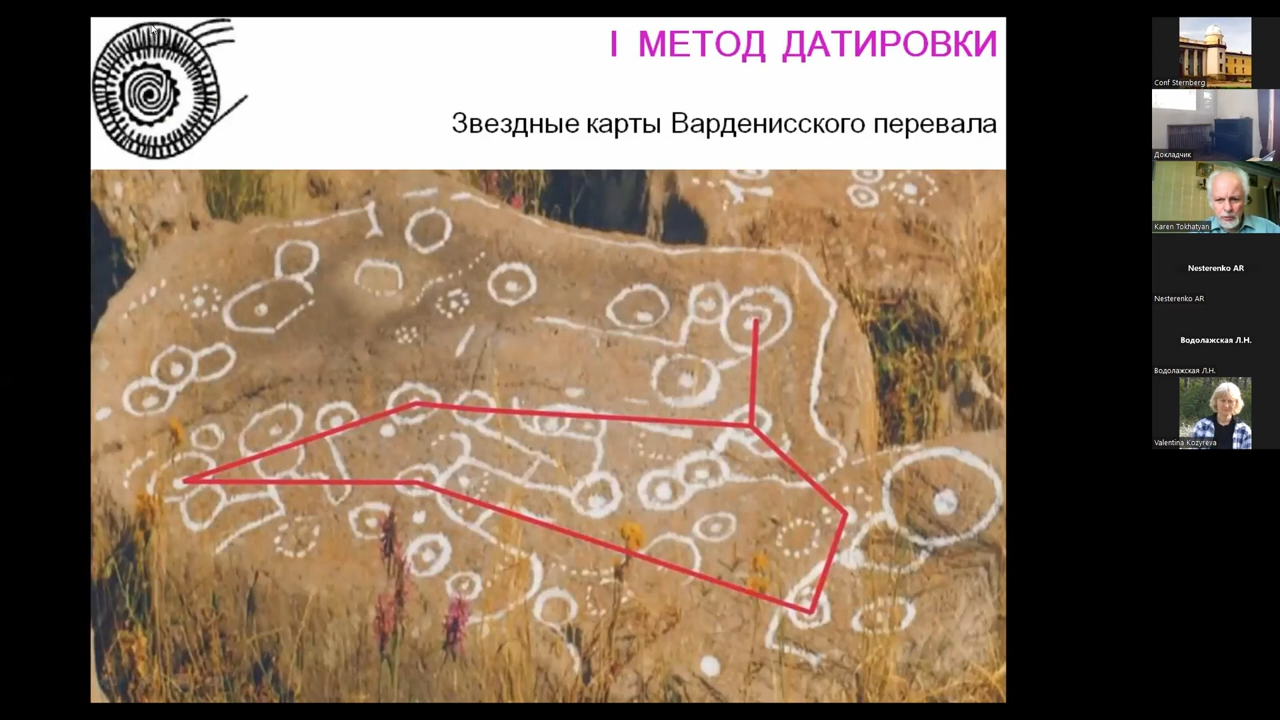 I МЕТОД ДАТИРОВКИ
Звездные карты Варденисского перевала
Conf Sternberg
Докладчик
Karen Tokhatyan
Nesterenko AR
Nesterenko AR
Водолажская Л.Н.
Водолажская Л.Н.
Valentina Kozyreva